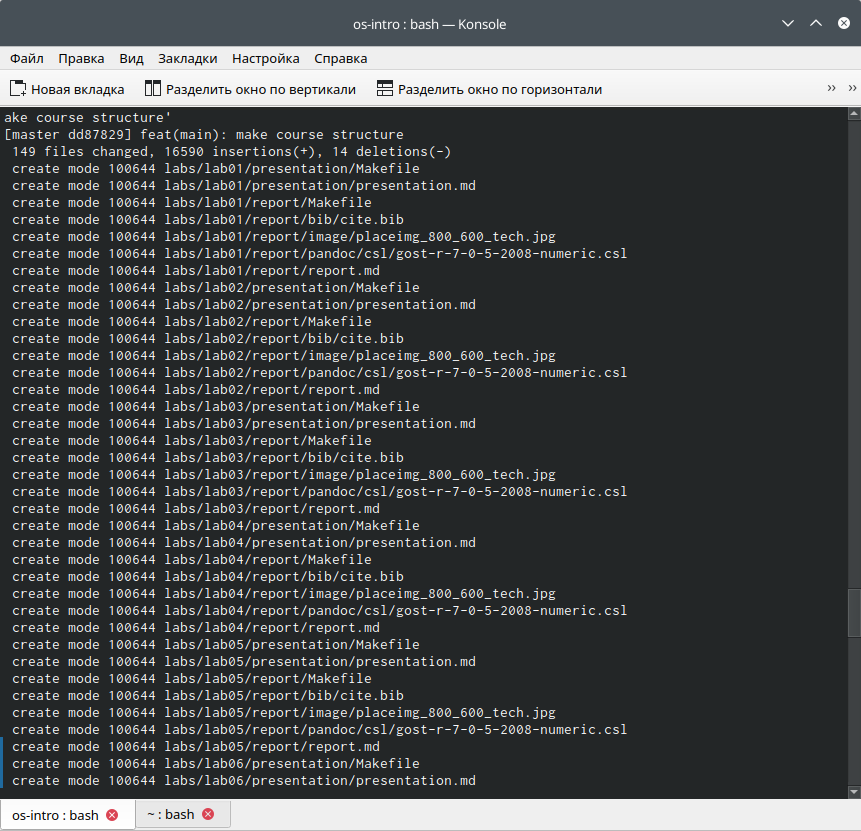 os-intro : bash — Konsole
Файл Правка Вид Закладки Настройка Справка
Новая вкладка Разделить окно по вертикали Разделить окно по горизонтали » »
ake course structure'
[master dd87829] feat(main): make course structure
149 files changed, 16590 insertions(+), 14 deletions(-)
create mode 100644 labs/lab01/presentation/Makefile
create mode 100644 labs/lab01/presentation/presentation.md
create mode 100644 labs/lab01/report/Makefile
create mode 100644 labs/lab01/report/bib/cite.bib
create mode 100644 labs/lab01/report/image/placeimg_800_600_tech.jpg
create mode 100644 labs/lab01/report/pandoc/csl/gost-r-7-0-5-2008-numeric.csl
create mode 100644 labs/lab01/report/report.md
create mode 100644 labs/lab02/presentation/Makefile
create mode 100644 labs/lab02/presentation/presentation.md
create mode 100644 labs/lab02/report/Makefile
create mode 100644 labs/lab02/report/bib/cite.bib
create mode 100644 labs/lab02/report/image/placeimg_800_600_tech.jpg
create mode 100644 labs/lab02/report/pandoc/csl/gost-r-7-0-5-2008-numeric.csl
create mode 100644 labs/lab02/report/report.md
create mode 100644 labs/lab03/presentation/Makefile
create mode 100644 labs/lab03/presentation/presentation.md
create mode 100644 labs/lab03/report/Makefile
create mode 100644 labs/lab03/report/bib/cite.bib
create mode 100644 labs/lab03/report/image/placeimg_800_600_tech.jpg
create mode 100644 labs/lab03/report/pandoc/csl/gost-r-7-0-5-2008-numeric.csl
create mode 100644 labs/lab03/report/report.md
create mode 100644 labs/lab04/presentation/Makefile
create mode 100644 labs/lab04/presentation/presentation.md
create mode 100644 labs/lab04/report/Makefile
create mode 100644 labs/lab04/report/bib/cite.bib
create mode 100644 labs/lab04/report/image/placeimg_800_600_tech.jpg
create mode 100644 labs/lab04/report/pandoc/csl/gost-r-7-0-5-2008-numeric.csl
create mode 100644 labs/lab04/report/report.md
create mode 100644 labs/lab05/presentation/Makefile
create mode 100644 labs/lab05/presentation/presentation.md
create mode 100644 labs/lab05/report/Makefile
create mode 100644 labs/lab05/report/bib/cite.bib
create mode 100644 labs/lab05/report/image/placeimg_800_600_tech.jpg
create mode 100644 labs/lab05/report/pandoc/csl/gost-r-7-0-5-2008-numeric.csl
create mode 100644 labs/lab05/report/report.md
create mode 100644 labs/lab06/presentation/Makefile
create mode 100644 labs/lab06/presentation/presentation.md
os-intro : bash ~ : bash